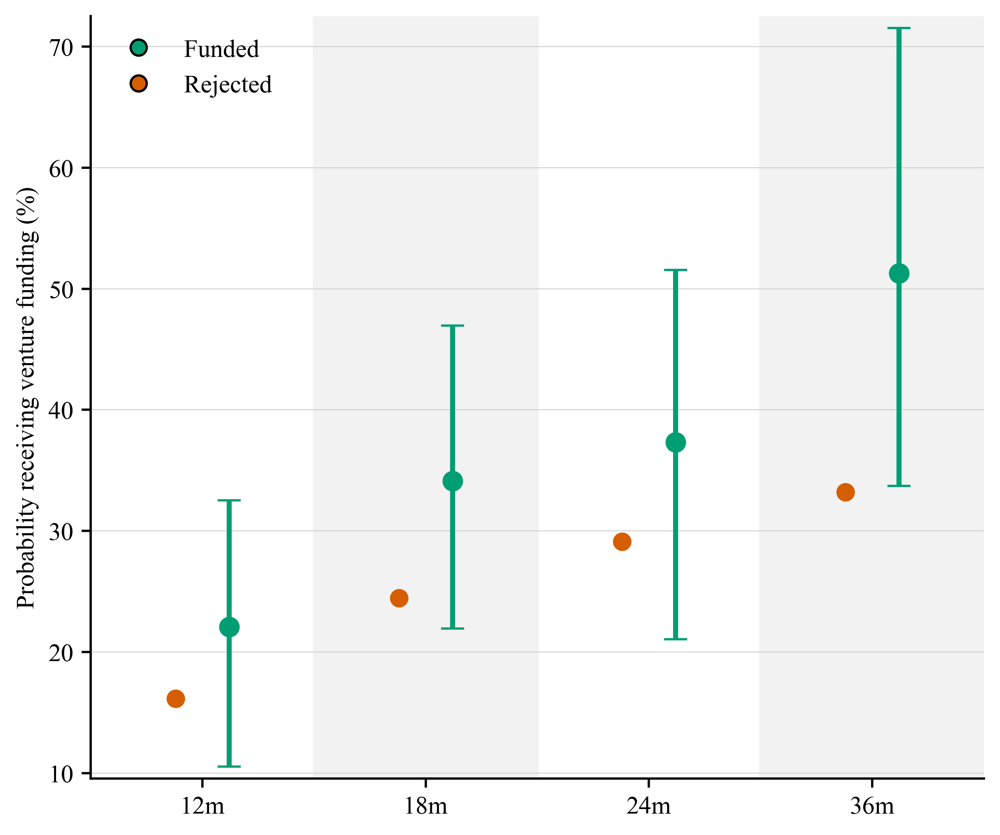 Funded
Rejected
Probability receiving venture funding (%)
70
60
50
40
30
20
10
12m
18m
24m
36m